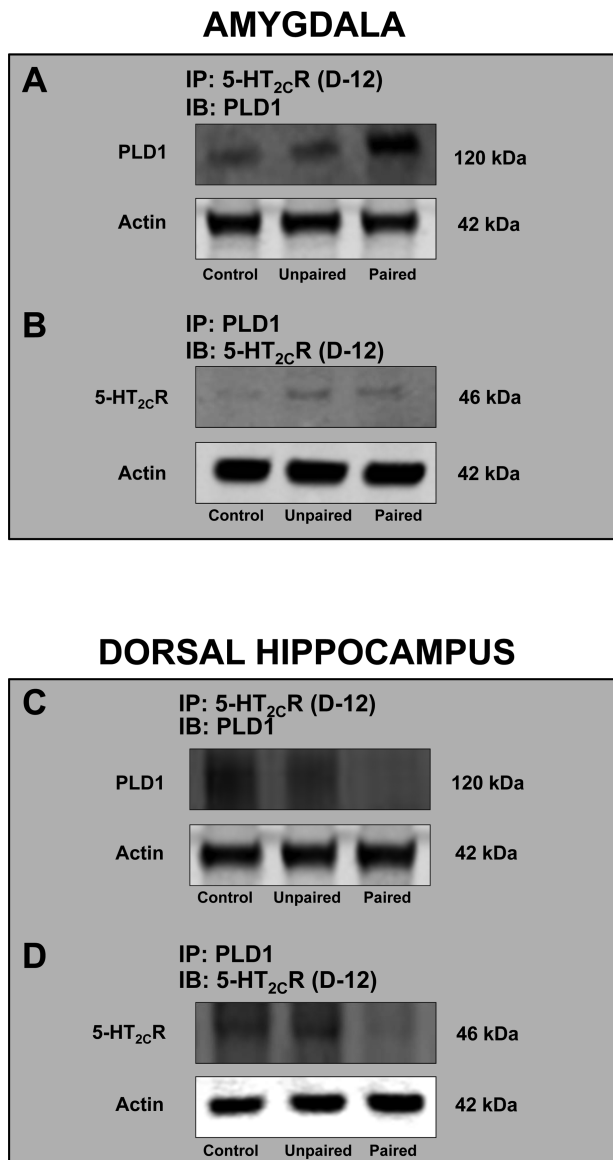 AMYGDALA
A
IP: 5-HT2CR (D-12)
IB: PLD1
PLD1
120 kDa
Actin
42 kDa
Control Unpaired Paired
B
IP: PLD1
IB: 5-HT2CR (D-12)
5-HT2CR
46 kDa
Actin
42 kDa
Control Unpaired Paired
DORSAL HIPPOCAMPUS
C
IP: 5-HT2CR (D-12)
IB: PLD1
PLD1
120 kDa
Actin
42 kDa
Control Unpaired Paired
D
IP: PLD1
IB: 5-HT2CR (D-12)
5-HT2CR
46 kDa
Actin
42 kDa
Control Unpaired Paired